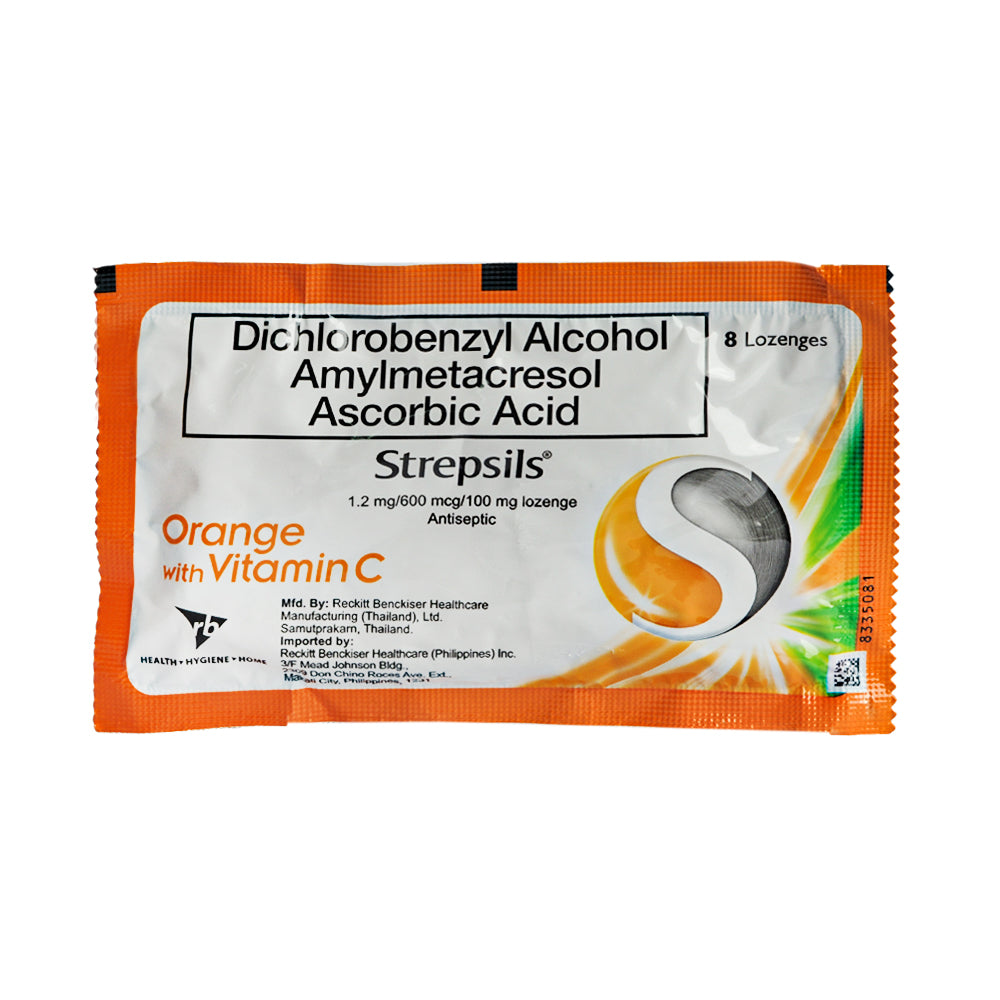 Dichlorobenzyl Alcohol
Amylmetacresol
Ascorbic Acid
8 Lozenges
Strepsils®
1.2 mg/600 mcg/100 mg lozenge
Antiseptic
Orange
with Vitamin C
rb
HEALTH • HYGIENE • HOME
Mfd. By: Reckitt Benckiser Healthcare
Manufacturing (Thailand), Ltd.
Samutprakarn, Thailand.
Imported by:
Reckitt Benckiser Healthcare (Philippines) Inc.
3/F Mead Johnson Bldg.,
Don Chino Roces Ave. Ext.,
City, Philippines, 1231
8335081